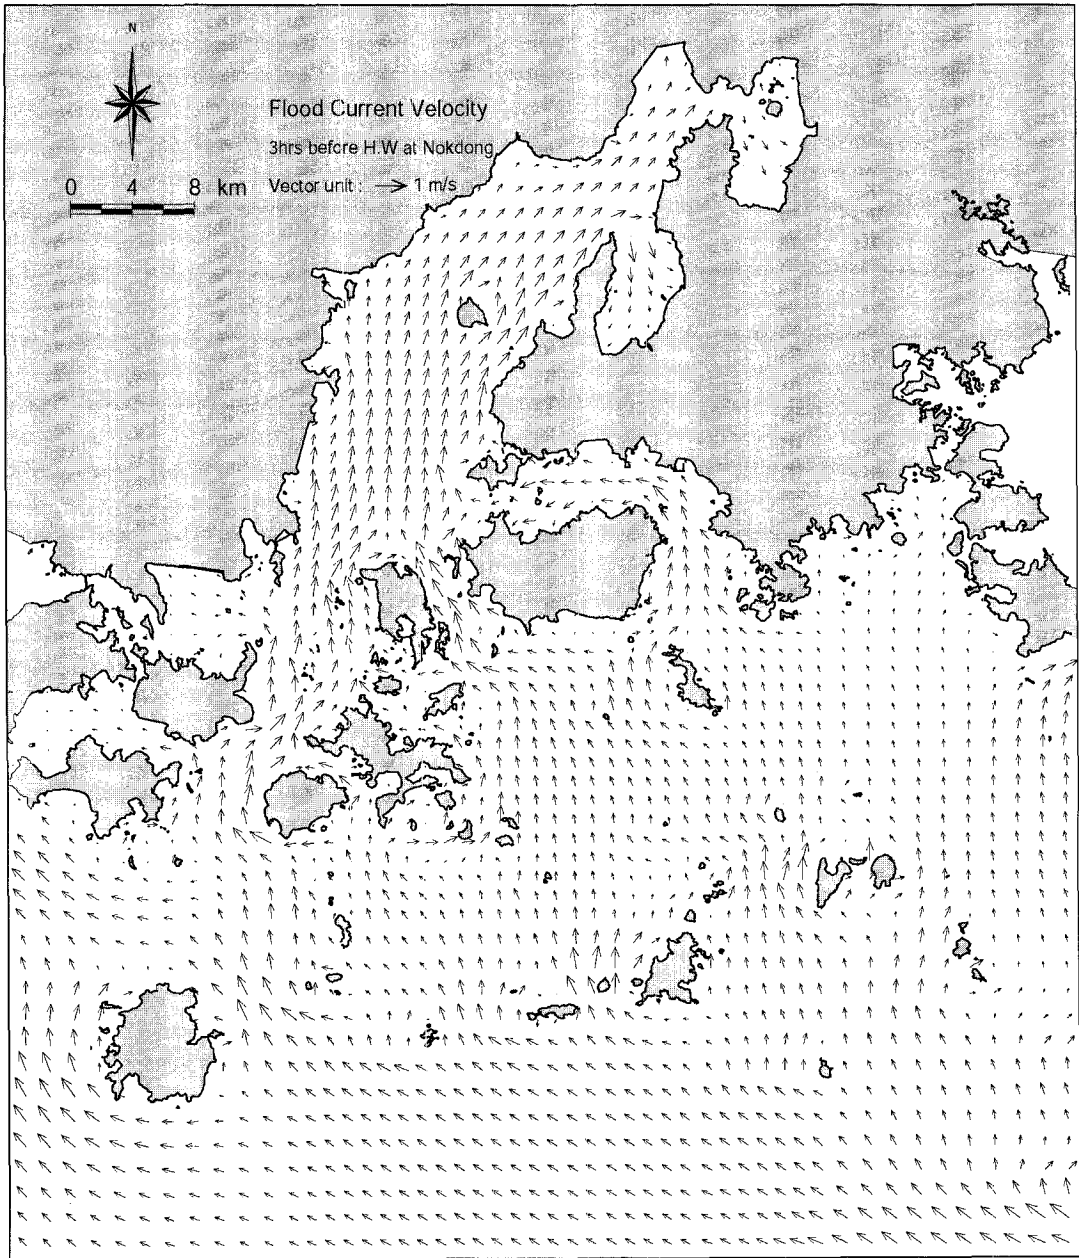 N
Flood Current Velocity
3hrs before H.W at Nokdong
0 4 8 km
Vector unit : 1 m/s